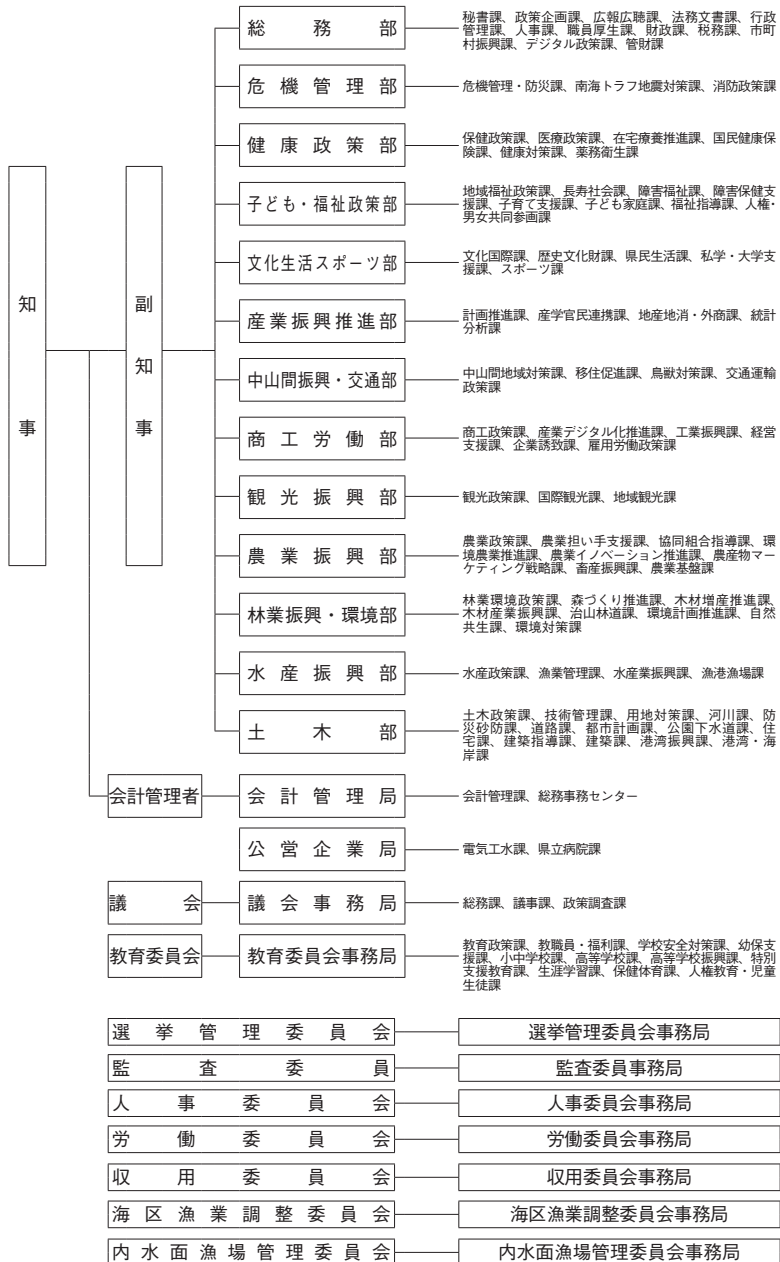 知事
副知事
総務部
秘書課、政策企画課、広報広聴課、法務文書課、行政
管理課、人事課、職員厚生課、財政課、税務課、市町
村振興課、デジタル政策課、管財課
危機管理部
危機管理・防災課、南海トラフ地震対策課、消防政策課
健康政策部
保健政策課、医療政策課、在宅療養推進課、国民健康保
険課、健康対策課、薬務衛生課
子ども・福祉政策部
地域福祉政策課、長寿社会課、障害福祉課、障害保健支
援課、子育て支援課、子ども家庭課、福祉指導課、人権・
男女共同参画課
文化生活スポーツ部
文化国際課、歴史文化財課、県民生活課、私学・大学支
援課、スポーツ課
産業振興推進部
計画推進課、産学官民連携課、地産地消・外商課、統計
分析課
中山間振興・交通部
中山間地域対策課、移住促進課、鳥獣対策課、交通運輸
政策課
商工労働部
商工政策課、産業デジタル化推進課、工業振興課、経営
支援課、企業誘致課、雇用労働政策課
観光振興部
観光政策課、国際観光課、地域観光課
農業振興部
農業政策課、農業担い手支援課、協同組合指導課、環
境農業推進課、農業イノベーション推進課、農産物マー
ケティング戦略課、畜産振興課、農業基盤課
林業振興・環境部
林業環境政策課、森づくり推進課、木材増産推進課、
木材産業振興課、治山林道課、環境計画推進課、自然
共生課、環境対策課
水産振興部
水産政策課、漁業管理課、水産業振興課、漁港漁場課
土木部
土木政策課、技術管理課、用地対策課、河川課、防
災砂防課、道路課、都市計画課、公園下水道課、住
宅課、建築指導課、建築課、港湾振興課、港湾・海
岸課
会計管理者
会計管理局
会計管理課、総務事務センター
公営企業局
電気工水課、県立病院課
議会
議会事務局
総務課、議事課、政策調査課
教育委員会
教育委員会事務局
教育政策課、教職員・福利課、学校安全対策課、幼保支
援課、小中学校課、高等学校課、高等学校振興課、特別
支援教育課、生涯学習課、保健体育課、人権教育・児童
生徒課
選挙管理委員会
選挙管理委員会事務局
監査委員
監査委員事務局
人事委員会
人事委員会事務局
労働委員会
労働委員会事務局
収用委員会
収用委員会事務局
海区漁業調整委員会
海区漁業調整委員会事務局
内水面漁場管理委員会
内水面漁場管理委員会事務局